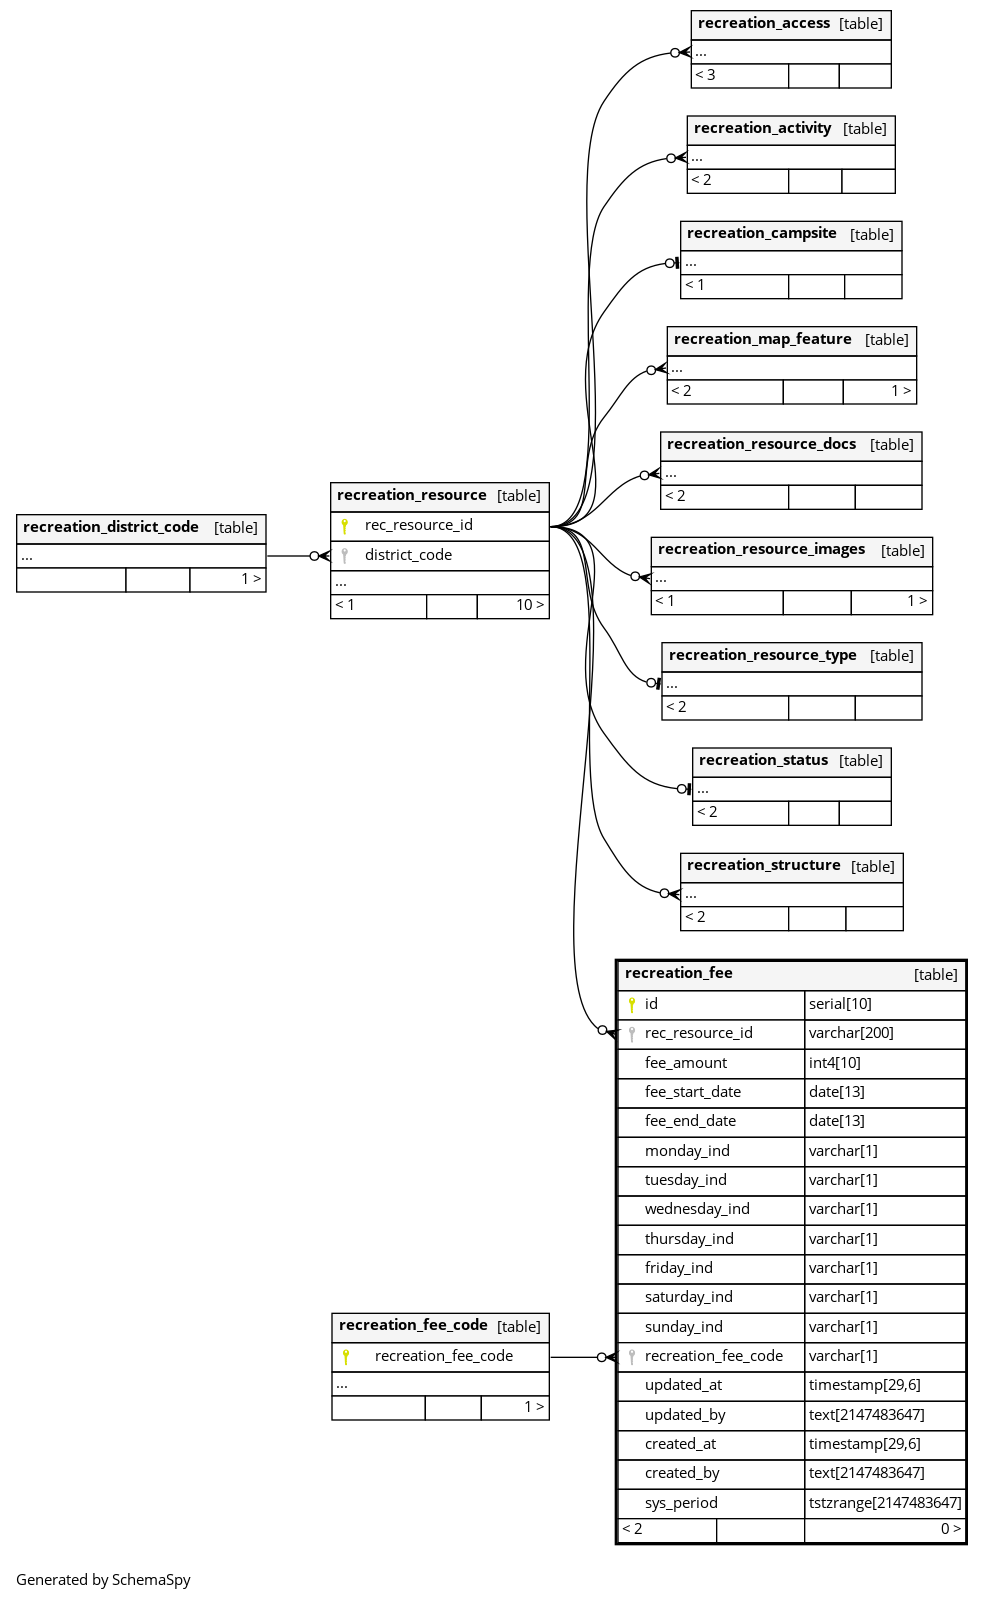 recreation_access [table]
...
< 3
recreation_activity [table]
...
< 2
recreation_campsite [table]
...
< 1
recreation_map_feature [table]
...
< 2 1 >
recreation_resource_docs [table]
...
< 2
recreation_district_code [table]
...
1 >
recreation_resource [table]
rec_resource_id
district_code
...
< 1 10 >
recreation_resource_images [table]
...
< 1 1 >
recreation_resource_type [table]
...
< 2
recreation_status [table]
...
< 2
recreation_structure [table]
...
< 2
recreation_fee [table]
id serial[10]
rec_resource_id varchar[200]
fee_amount int4[10]
fee_start_date date[13]
fee_end_date date[13]
monday_ind varchar[1]
tuesday_ind varchar[1]
wednesday_ind varchar[1]
thursday_ind varchar[1]
friday_ind varchar[1]
saturday_ind varchar[1]
sunday_ind varchar[1]
recreation_fee_code varchar[1]
updated_at timestamp[29,6]
updated_by text[2147483647]
created_at timestamp[29,6]
created_by text[2147483647]
sys_period tstzrange[2147483647]
< 2 0 >
recreation_fee_code [table]
recreation_fee_code
...
1 >
Generated by SchemaSpy